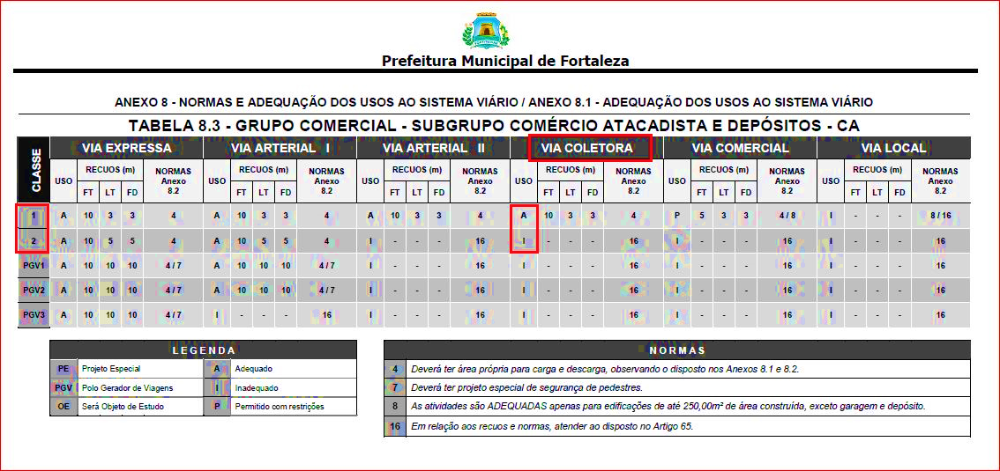 Prefeitura Municipal de Fortaleza
ANEXO 8 - NORMAS E ADEQUAÇÃO DOS USOS AO SISTEMA VIÁRIO / ANEXO 8.1 - ADEQUAÇÃO DOS USOS AO SISTEMA VIÁRIO
TABELA 8.3 - GRUPO COMERCIAL - SUBGRUPO COMÉRCIO ATACADISTA E DEPÓSITOS - CA
CLASSE VIA EXPRESSA VIA ARTERIAL I VIA ARTERIAL II VIA COLETORA VIA COMERCIAL VIA LOCAL
USO RECUOS (m) NORMAS Anexo 8.2 USO RECUOS (m) NORMAS Anexo 8.2 USO RECUOS (m) NORMAS Anexo 8.2 USO RECUOS (m) NORMAS Anexo 8.2 USO RECUOS (m) NORMAS Anexo 8.2 USO RECUOS (m) NORMAS Anexo 8.2
FT LT FD FT LT FD FT LT FD FT LT FD FT LT FD FT LT FD
1 A 10 3 3 4 A 10 3 3 4 A 10 3 3 4 A 10 3 3 4 P 5 3 3 4 / 8 I - - - 8 / 16
2 A 10 5 5 4 A 10 5 5 4 I - - - 16 I - - - 16 I - - - 16 I - - - 16
PGV1 A 10 10 10 4 / 7 A 10 10 10 4 / 7 I - - - 16 I - - - 16 I - - - 16 I - - - 16
PGV2 A 10 10 10 4 / 7 A 10 10 10 4 / 7 I - - - 16 I - - - 16 I - - - 16 I - - - 16
PGV3 A 10 10 10 4 / 7 I - - - 16 I - - - 16 I - - - 16 I - - - 16 I - - - 16
LEGENDA
PE Projeto Especial A Adequado
PGV Polo Gerador de Viagens I Inadequado
OE Será Objeto de Estudo P Permitido com restrições
NORMAS
4 Deverá ter área própria para carga e descarga, observando o disposto nos Anexos 8.1 e 8.2.
7 Deverá ter projeto especial de segurança de pedestres.
8 As atividades são ADEQUADAS apenas para edificações de até 250,00m² de área construída, exceto garagem e depósito.
16 Em relação aos recuos e normas, atender ao disposto no Artigo 65.